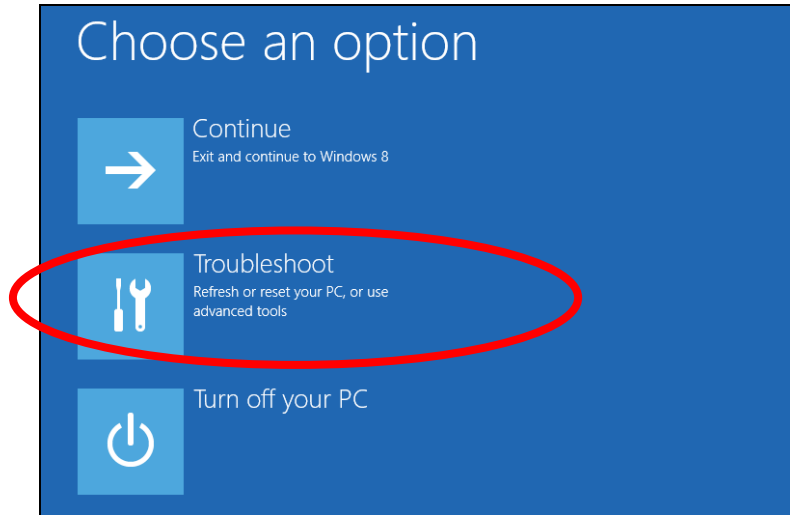 Choose an option
Continue
Exit and continue to Windows 8
Troubleshoot
Refresh or reset your PC, or use
advanced tools
Turn off your PC